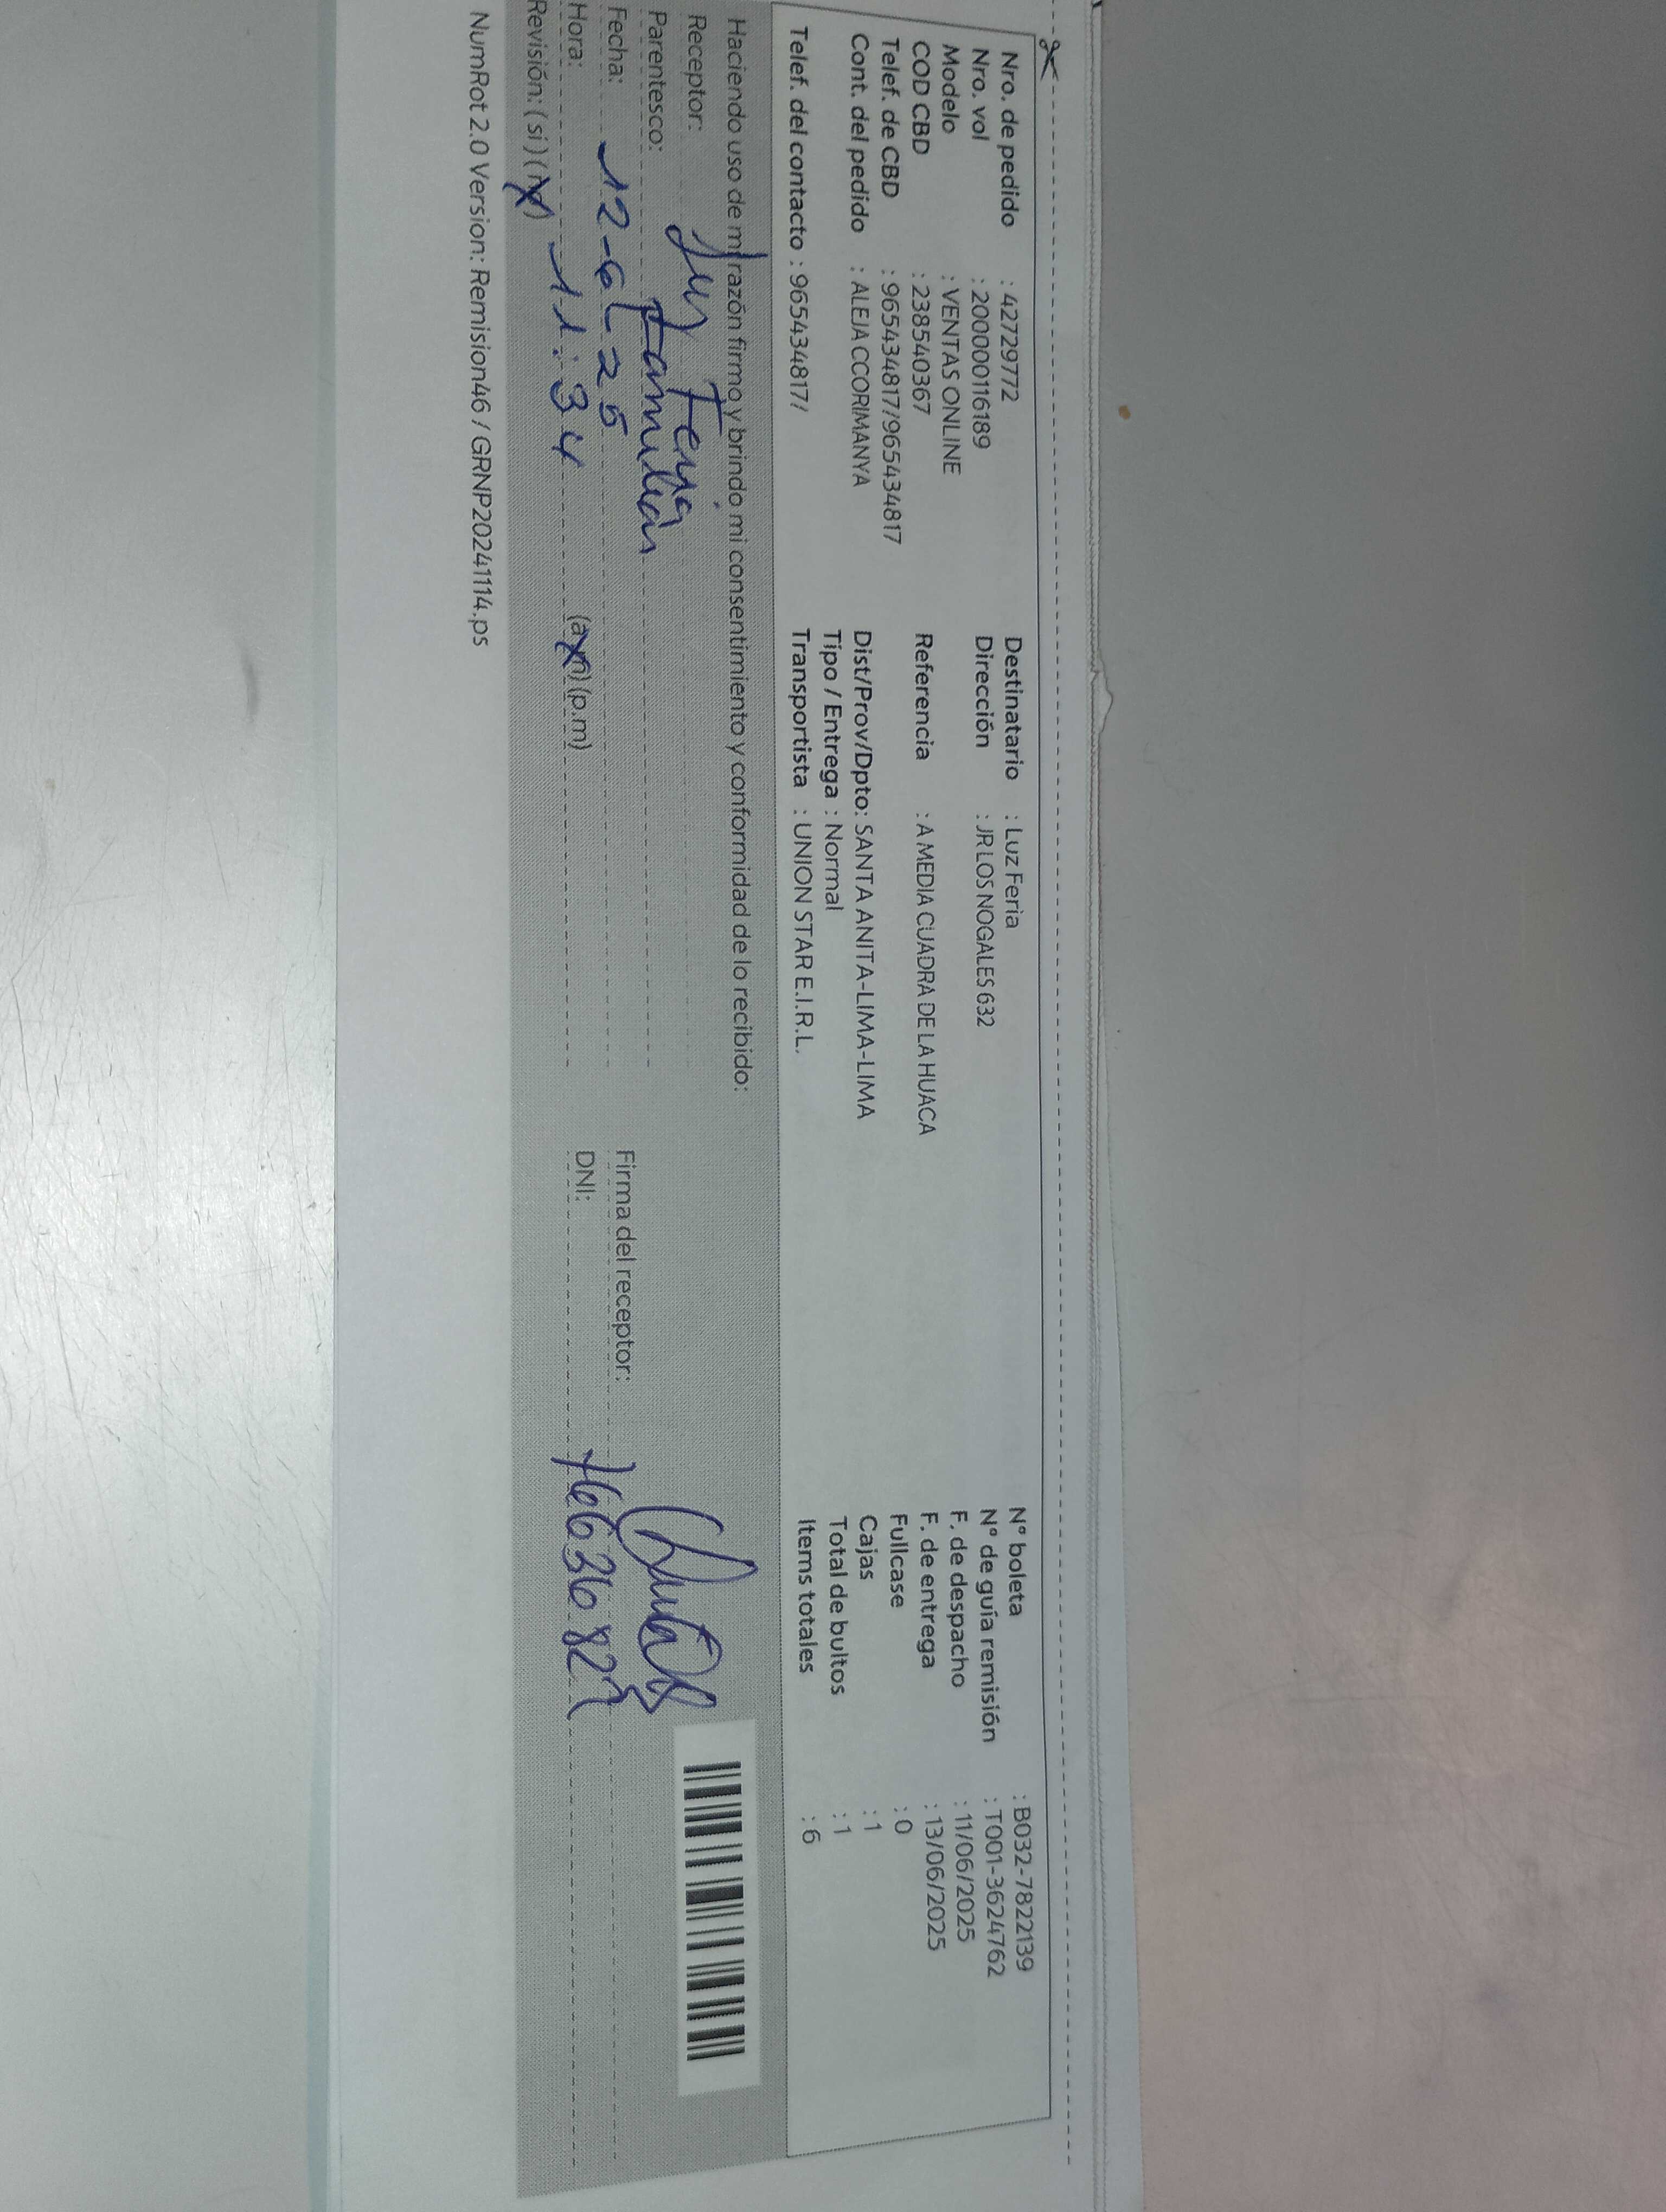 Nro. de pedido : 42729772
Nro. vol : 200000116189
Modelo : VENTAS ONLINE
COD CBD : 238540367
Telef. de CBD : 965434817/965434817
Cont. del pedido : ALEJA CCORIMANYA
Telef. del contacto : 965434817/
Destinatario : Luz Feria
Dirección : JR LOS NOGALES 632
Referencia : A MEDIA CUADRA DE LA HUACA
Dist/Prov/Dpto: SANTA ANITA-LIMA-LIMA
Tipo / Entrega : Normal
Transportista : UNION STAR E.I.R.L.
N° boleta : B032-7822139
N° de guía remisión : T001-3624762
F. de despacho : 11/06/2025
F. de entrega : 13/06/2025
Fullcase : 0
Cajas : 1
Total de bultos : 1
Items totales : 6
Haciendo uso de mi razón firmo y brindo mi consentimiento y conformidad de lo recibido:
Receptor: Luz Feria
Parentesco: Familiar
Fecha: 12-6-25
Hora: 11:34 (a.m) (p.m)
Revisión: (si) (no)
Firma del receptor:
DNI:
NumRot 2.0 Version: Remision46 / GRNP20241114.ps